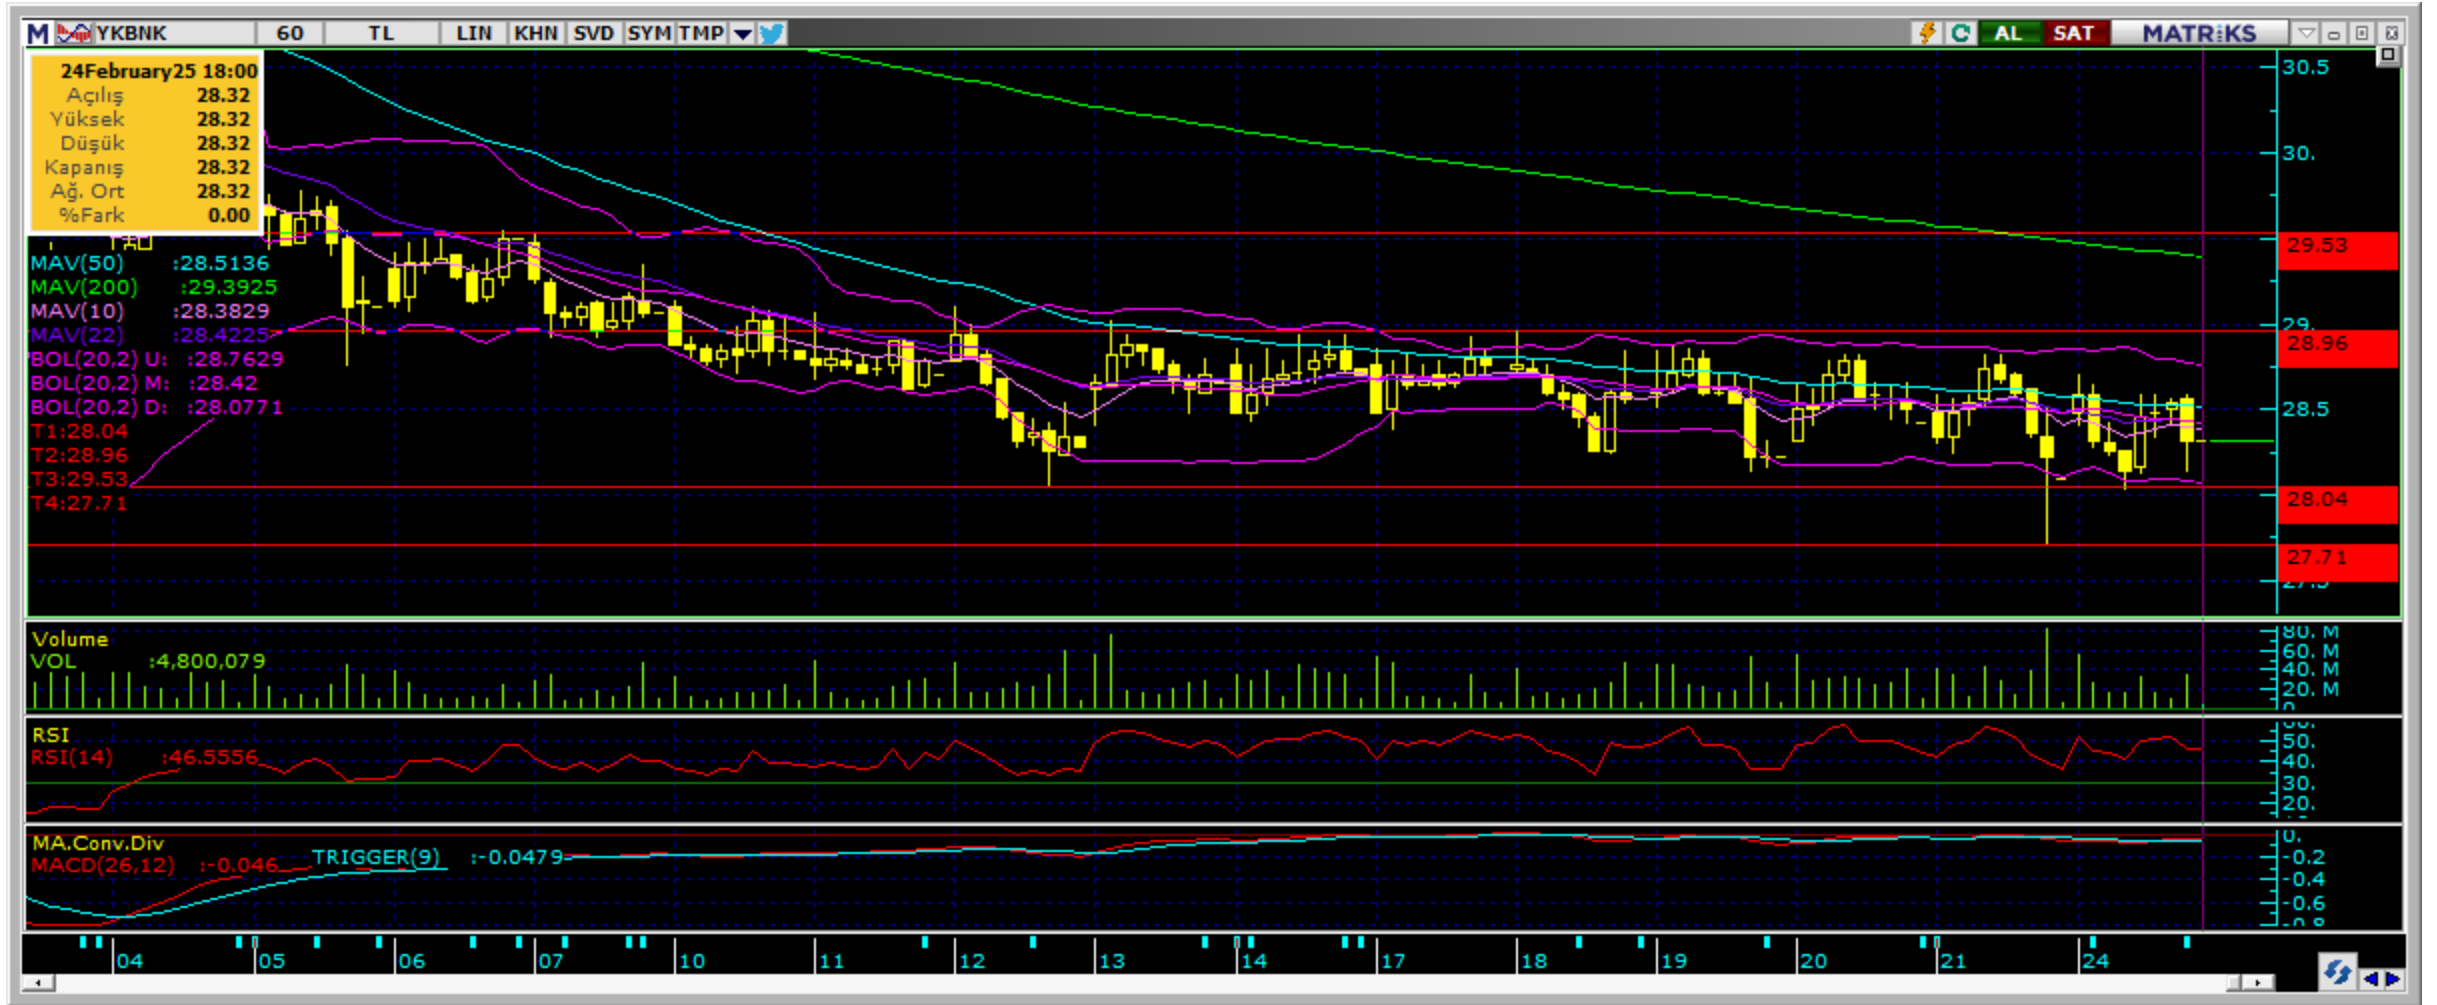 M YKBNK 60 TL LIN KHN SVD SYM TMP AL SAT MATRiKS
24February25 18:00
Açılış 28.32
Yüksek 28.32
Düşük 28.32
Kapanış 28.32
Ağ. Ort 28.32
%Fark 0.00
MAV(50) :28.5136
MAV(200) :29.3925
MAV(10) :28.3829
MAV(22) :28.4225
BOL(20,2) U: :28.7629
BOL(20,2) M: :28.42
BOL(20,2) D: :28.0771
T1:28.04
T2:28.96
T3:29.53
T4:27.71
30.5
30.
29.53
29.
28.96
28.5
28.04
27.71
27.5
Volume
VOL :4,800,079
80. M
60. M
40. M
20. M
0
RSI
RSI(14) :46.5556
60.
50.
40.
30.
20.
MA.Conv.Div
MACD(26,12) :-0.046 TRIGGER(9) :-0.0479
0.
-0.2
-0.4
-0.6
-0.8
04 05 06 07 10 11 12 13 14 17 18 19 20 21 24